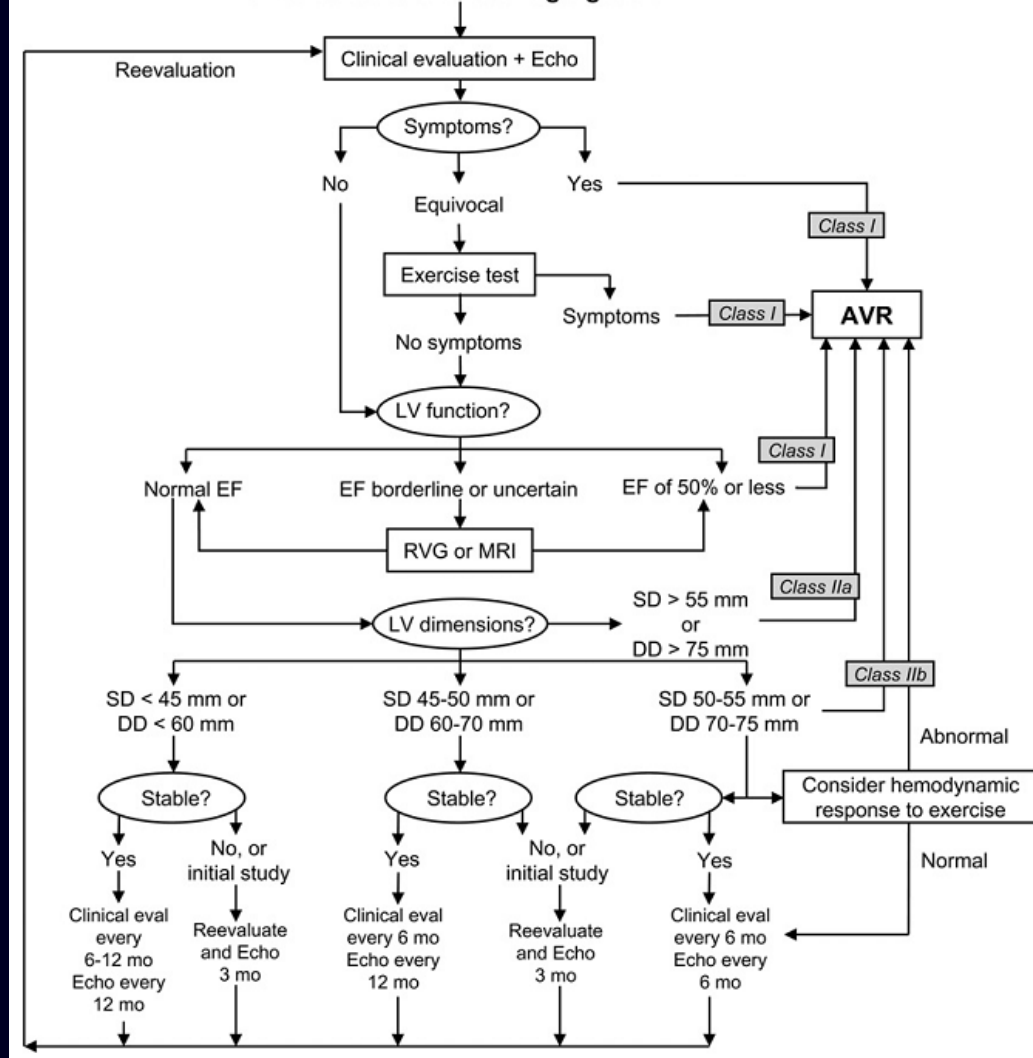 Clinical evaluation + Echo
Reevaluation
Symptoms?
No
Yes
Equivocal
Class I
Exercise test
Symptoms
Class I
AVR
No symptoms
LV function?
Class I
Normal EF
EF borderline or uncertain
EF of 50% or less
RVG or MRI
Class IIa
SD > 55 mm
or
DD > 75 mm
LV dimensions?
Class IIb
SD < 45 mm or
DD < 60 mm
SD 45-50 mm or
DD 60-70 mm
SD 50-55 mm or
DD 70-75 mm
Abnormal
Stable?
Stable?
Stable?
Consider hemodynamic
response to exercise
Normal
Yes
No, or
initial study
Yes
No, or
initial study
Yes
Clinical eval
every
6-12 mo
Echo every
12 mo
Reevaluate
and Echo
3 mo
Clinical eval
every 6 mo
Echo every
12 mo
Reevaluate
and Echo
3 mo
Clinical eval
every 6 mo
Echo every
6 mo